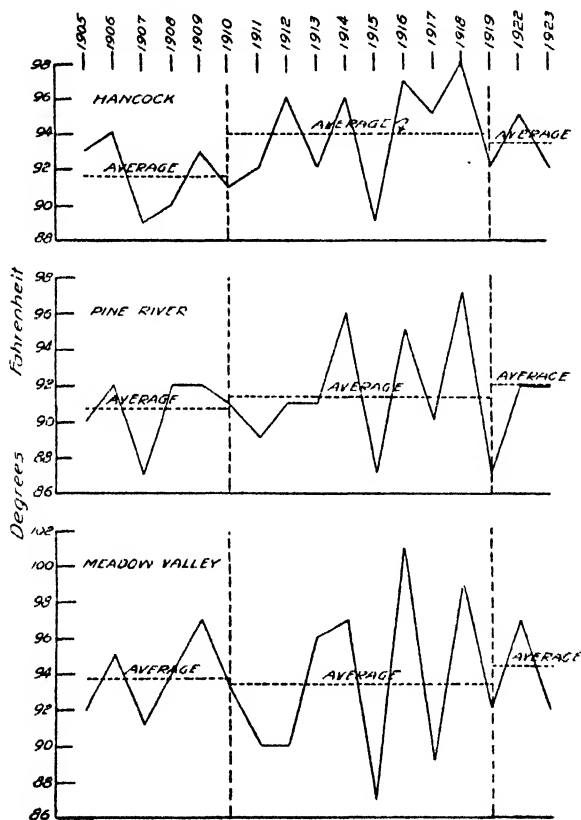 1905 1906 1907 1908 1909 1910 1911 1912 1913 1914 1915 1916 1917 1918 1919 1922 1923
Degrees Fahrenheit
98
HANCOCK
96
94
AVERAGE
AVERAGE
92
AVERAGE
90
88
98
PINE RIVER
96
94
92
AVERAGE
AVERAGE
AVERAGE
90
88
86
102
100
MEADOW VALLEY
98
96
94
AVERAGE
AVERAGE
AVERAGE
92
90
88
86